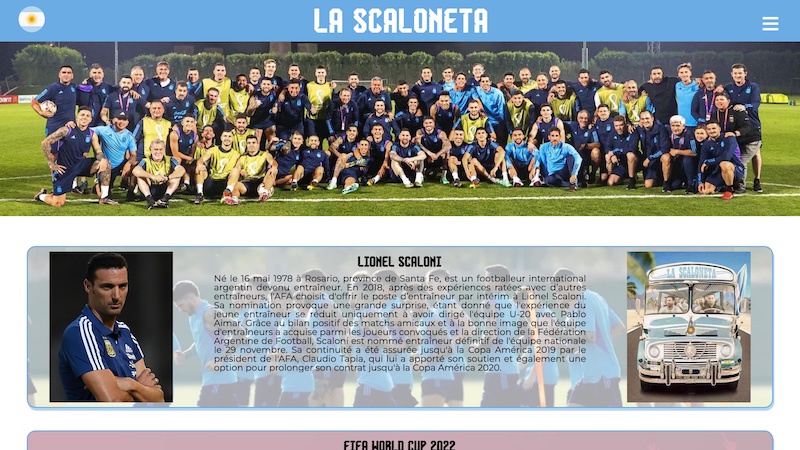 LA SCALONETA
LIONEL SCALONI
Né le 16 mai 1978 à Rosario, province de Santa Fe, est un footballeur international
argentin devenu entraîneur. En 2018, après des expériences ratées avec d'autres
entraîneurs, l'AFA choisit d'offrir le poste d'entraîneur par intérim à Lionel Scaloni.
Sa nomination provoque une grande surprise, étant donné que l'expérience du
jeune entraîneur se réduit uniquement à avoir dirigé l'équipe U-20 avec Pablo
Aimar. Grâce au bilan positif des matchs amicaux et à la bonne image que l'équipe
d'entraîneurs a acquise parmi les joueurs convoqués et la direction de la Fédération
Argentine de Football, Scaloni est nommé entraîneur définitif de l'équipe nationale
le 29 novembre. Sa continuité a été assurée jusqu'à la Copa América 2019 par le
président de l'AFA, Claudio Tapia, qui lui a apporté son soutien et également une
option pour prolonger son contrat jusqu'à la Copa América 2020.
LA SCALONETA
FIFA WORLD CUP 2022